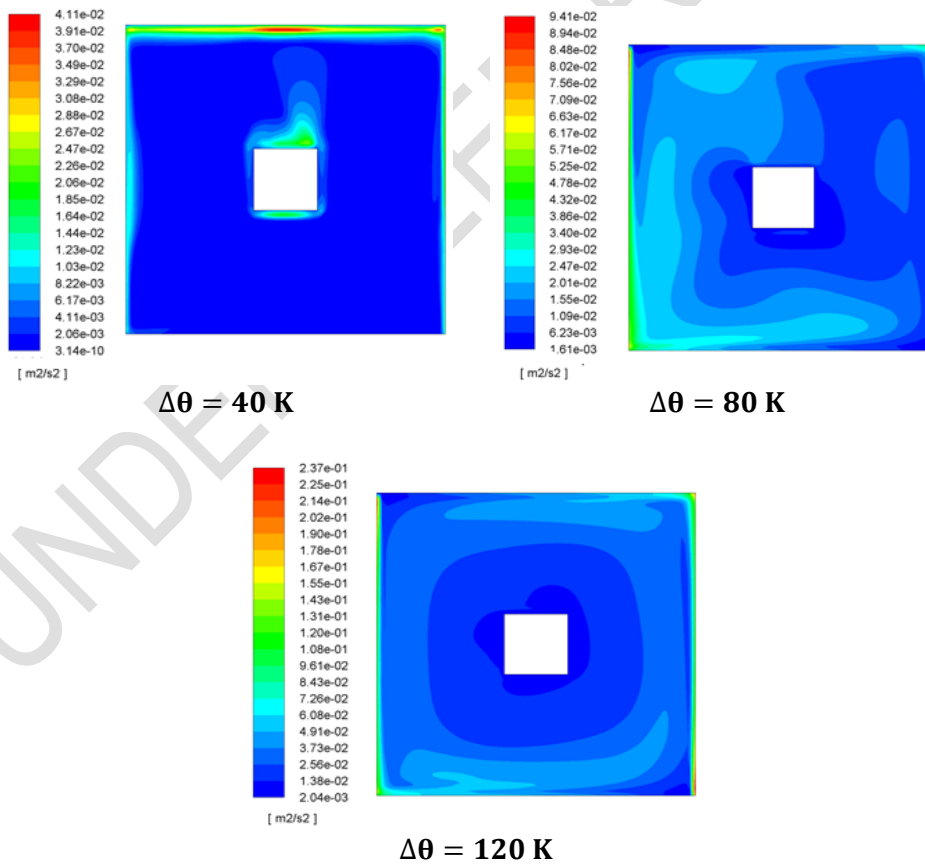 4.11e-02
3.91e-02
3.70e-02
3.49e-02
3.29e-02
3.08e-02
2.88e-02
2.67e-02
2.47e-02
2.26e-02
2.06e-02
1.85e-02
1.64e-02
1.44e-02
1.23e-02
1.03e-02
8.22e-03
6.17e-03
4.11e-03
2.06e-03
3.14e-10
[ m2/s2 ]
Δθ = 40 K
9.41e-02
8.94e-02
8.48e-02
8.02e-02
7.56e-02
7.09e-02
6.63e-02
6.17e-02
5.71e-02
5.25e-02
4.78e-02
4.32e-02
3.86e-02
3.40e-02
2.93e-02
2.47e-02
2.01e-02
1.55e-02
1.09e-02
6.23e-03
1.61e-03
[ m2/s2 ]
Δθ = 80 K
2.37e-01
2.25e-01
2.14e-01
2.02e-01
1.90e-01
1.78e-01
1.67e-01
1.55e-01
1.43e-01
1.31e-01
1.20e-01
1.08e-01
9.61e-02
8.43e-02
7.26e-02
6.08e-02
4.91e-02
3.73e-02
2.56e-02
1.38e-02
2.04e-03
[ m2/s2 ]
Δθ = 120 K
UNDE